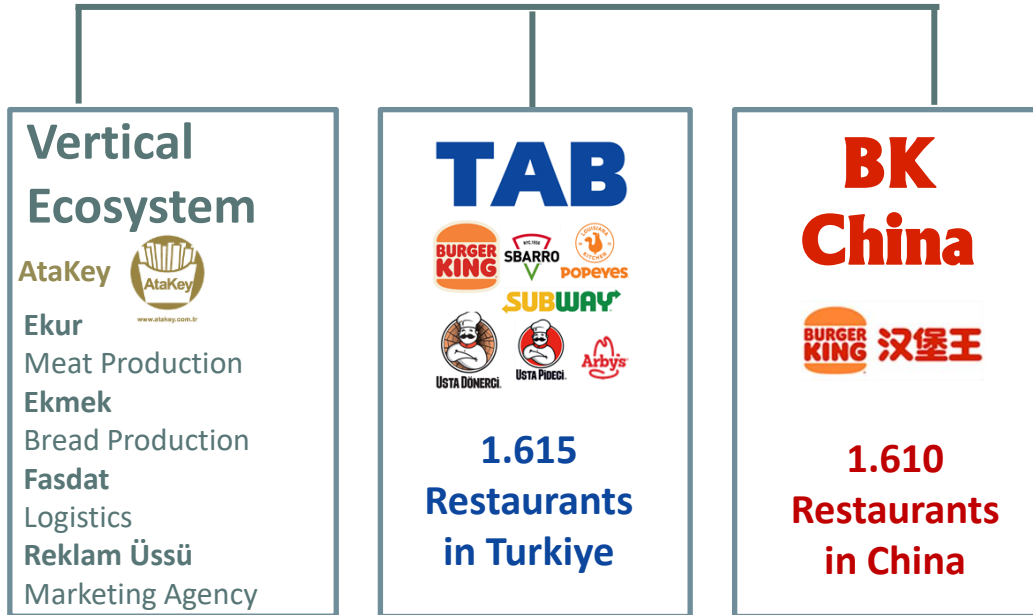 Vertical
Ecosystem
AtaKey
AtaKey
www.atakey.com.tr
Ekur
Meat Production
Ekmek
Bread Production
Fasdat
Logistics
Reklam Üssü
Marketing Agency
TAB
BURGER
KING
NYC.1956
SBARRO
LOUISIANA
KITCHEN
POPEYES
SUBWAY
USTA DÖNERCİ.
USTA PİDECİ.
Arby's
1.615
Restaurants
in Turkiye
BK
China
BURGER
KING
汉堡王
1.610
Restaurants
in China